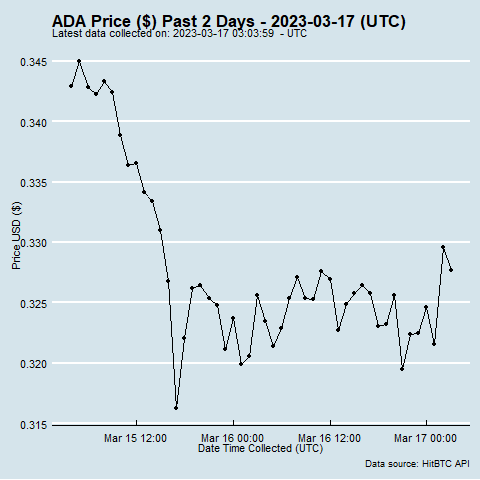 ADA Price ($) Past 2 Days - 2023-03-17 (UTC)
Latest data collected on: 2023-03-17 03:03:59 - UTC
0.345
0.340
0.335
0.330
0.325
0.320
0.315
Price USD ($)
Mar 15 12:00 Mar 16 00:00 Mar 16 12:00 Mar 17 00:00
Date Time Collected (UTC)
Data source: HitBTC API